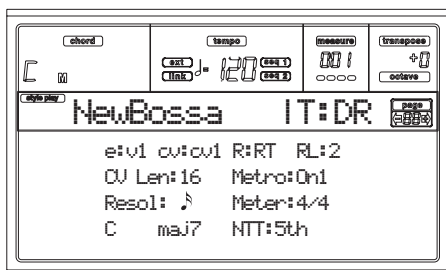 chord tempo measure transpose
C M ext link ♩= 120 seq 1 seq 2 001 +0 octave
style play NewBossa IT:DR page
e:v1 cv:cv1 R:RT RL:2
CV Len:16 Metro:On1
Resol: ♪ Meter:4/4
C maj7 NTT:5th